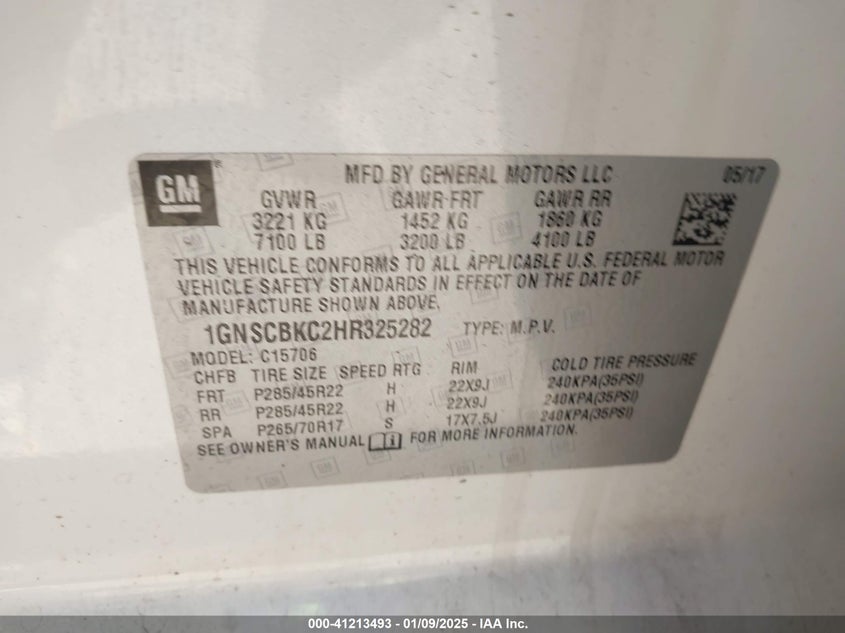 GM ®
MFD BY GENERAL MOTORS LLC 05/17
GVWR GAWR FRT GAWR RR
3221 KG 1452 KG 1860 KG
7100 LB 3200 LB 4100 LB
THIS VEHICLE CONFORMS TO ALL APPLICABLE U.S. FEDERAL MOTOR
VEHICLE SAFETY STANDARDS IN EFFECT ON THE DATE OF
MANUFACTURE SHOWN ABOVE.
1GNSCBKC2HR325282 TYPE: M.P.V.
MODEL: C15706
CHFB TIRE SIZE SPEED RTG RIM COLD TIRE PRESSURE
FRT P285/45R22 H 22X9J 240KPA(35PSI)
RR P285/45R22 H 22X9J 240KPA(35PSI)
SPA P265/70R17 S 17X7.5J 240KPA(35PSI)
SEE OWNER'S MANUAL FOR MORE INFORMATION.
000-41213493 - 01/09/2025 - IAA Inc.